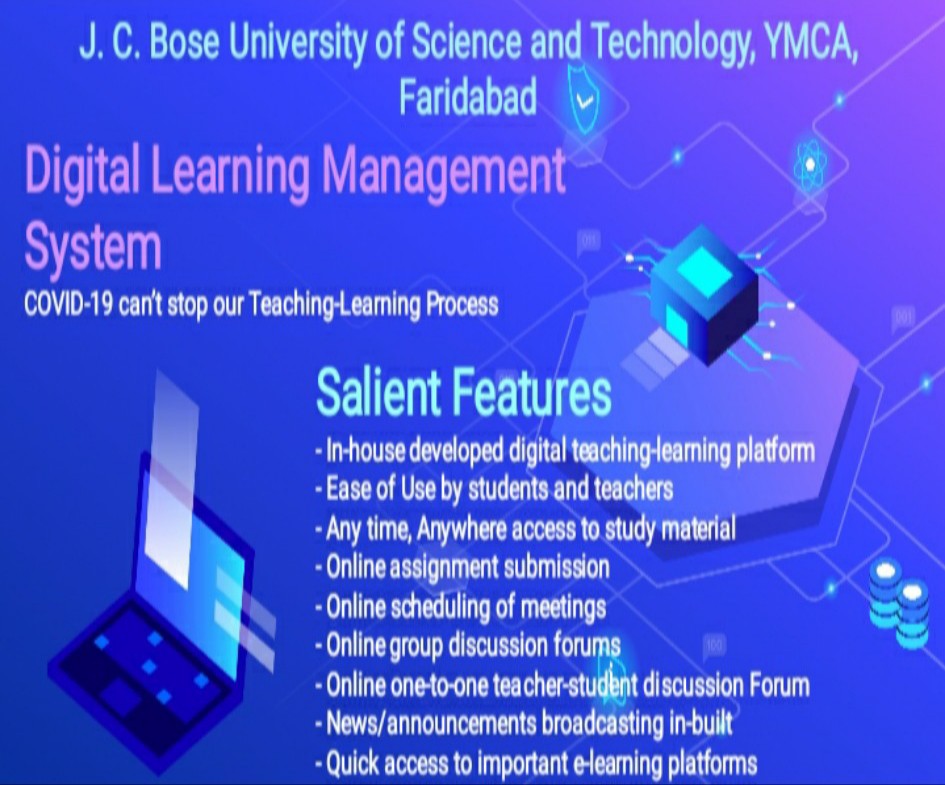 J. C. Bose University of Science and Technology, YMCA,
Faridabad
Digital Learning Management
System
COVID-19 can't stop our Teaching-Learning Process
Salient Features
- In-house developed digital teaching-learning platform
- Ease of Use by students and teachers
- Any time, Anywhere access to study material
- Online assignment submission
- Online scheduling of meetings
- Online group discussion forums
- Online one-to-one teacher-student discussion Forum
- News/announcements broadcasting in-built
- Quick access to important e-learning platforms